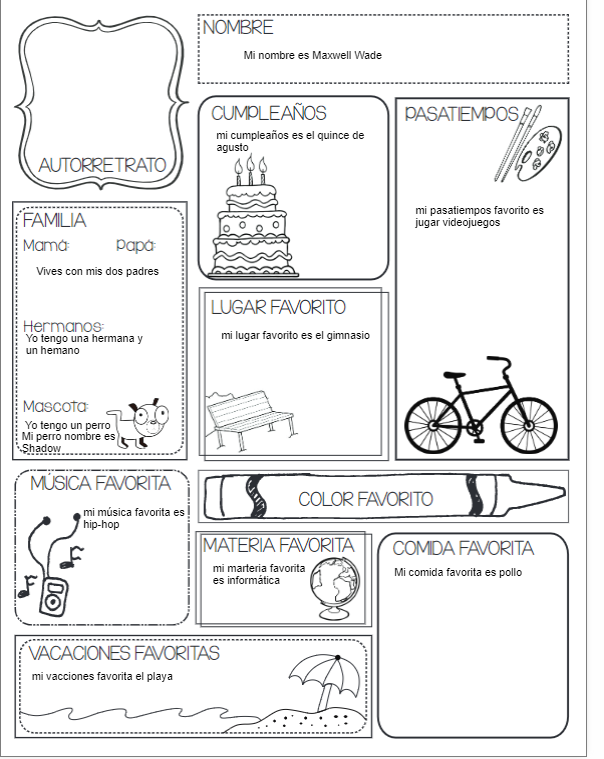 NOMBRE
Mi nombre es Maxwell Wade
AUTORRETRATO
CUMPLEAÑOS
mi cumpleaños es el quince de
agusto
PASATIEMPOS
mi pasatiempos favorito es
jugar videojuegos
FAMILIA
Mamá: Papá:
Vives con mis dos padres
Hermanos:
Yo tengo una hermana y
un hemano
Mascota:
Yo tengo un perro
Mi perro nombre es
Shadow
LUGAR FAVORITO
mi lugar favorito es el gimnasio
MÚSICA FAVORITA
mi música favorita es
hip-hop
COLOR FAVORITO
MATERIA FAVORITA
mi marteria favorita
es informática
COMIDA FAVORITA
Mi comida favorita es pollo
VACACIONES FAVORITAS
mi vacciones favorita el playa